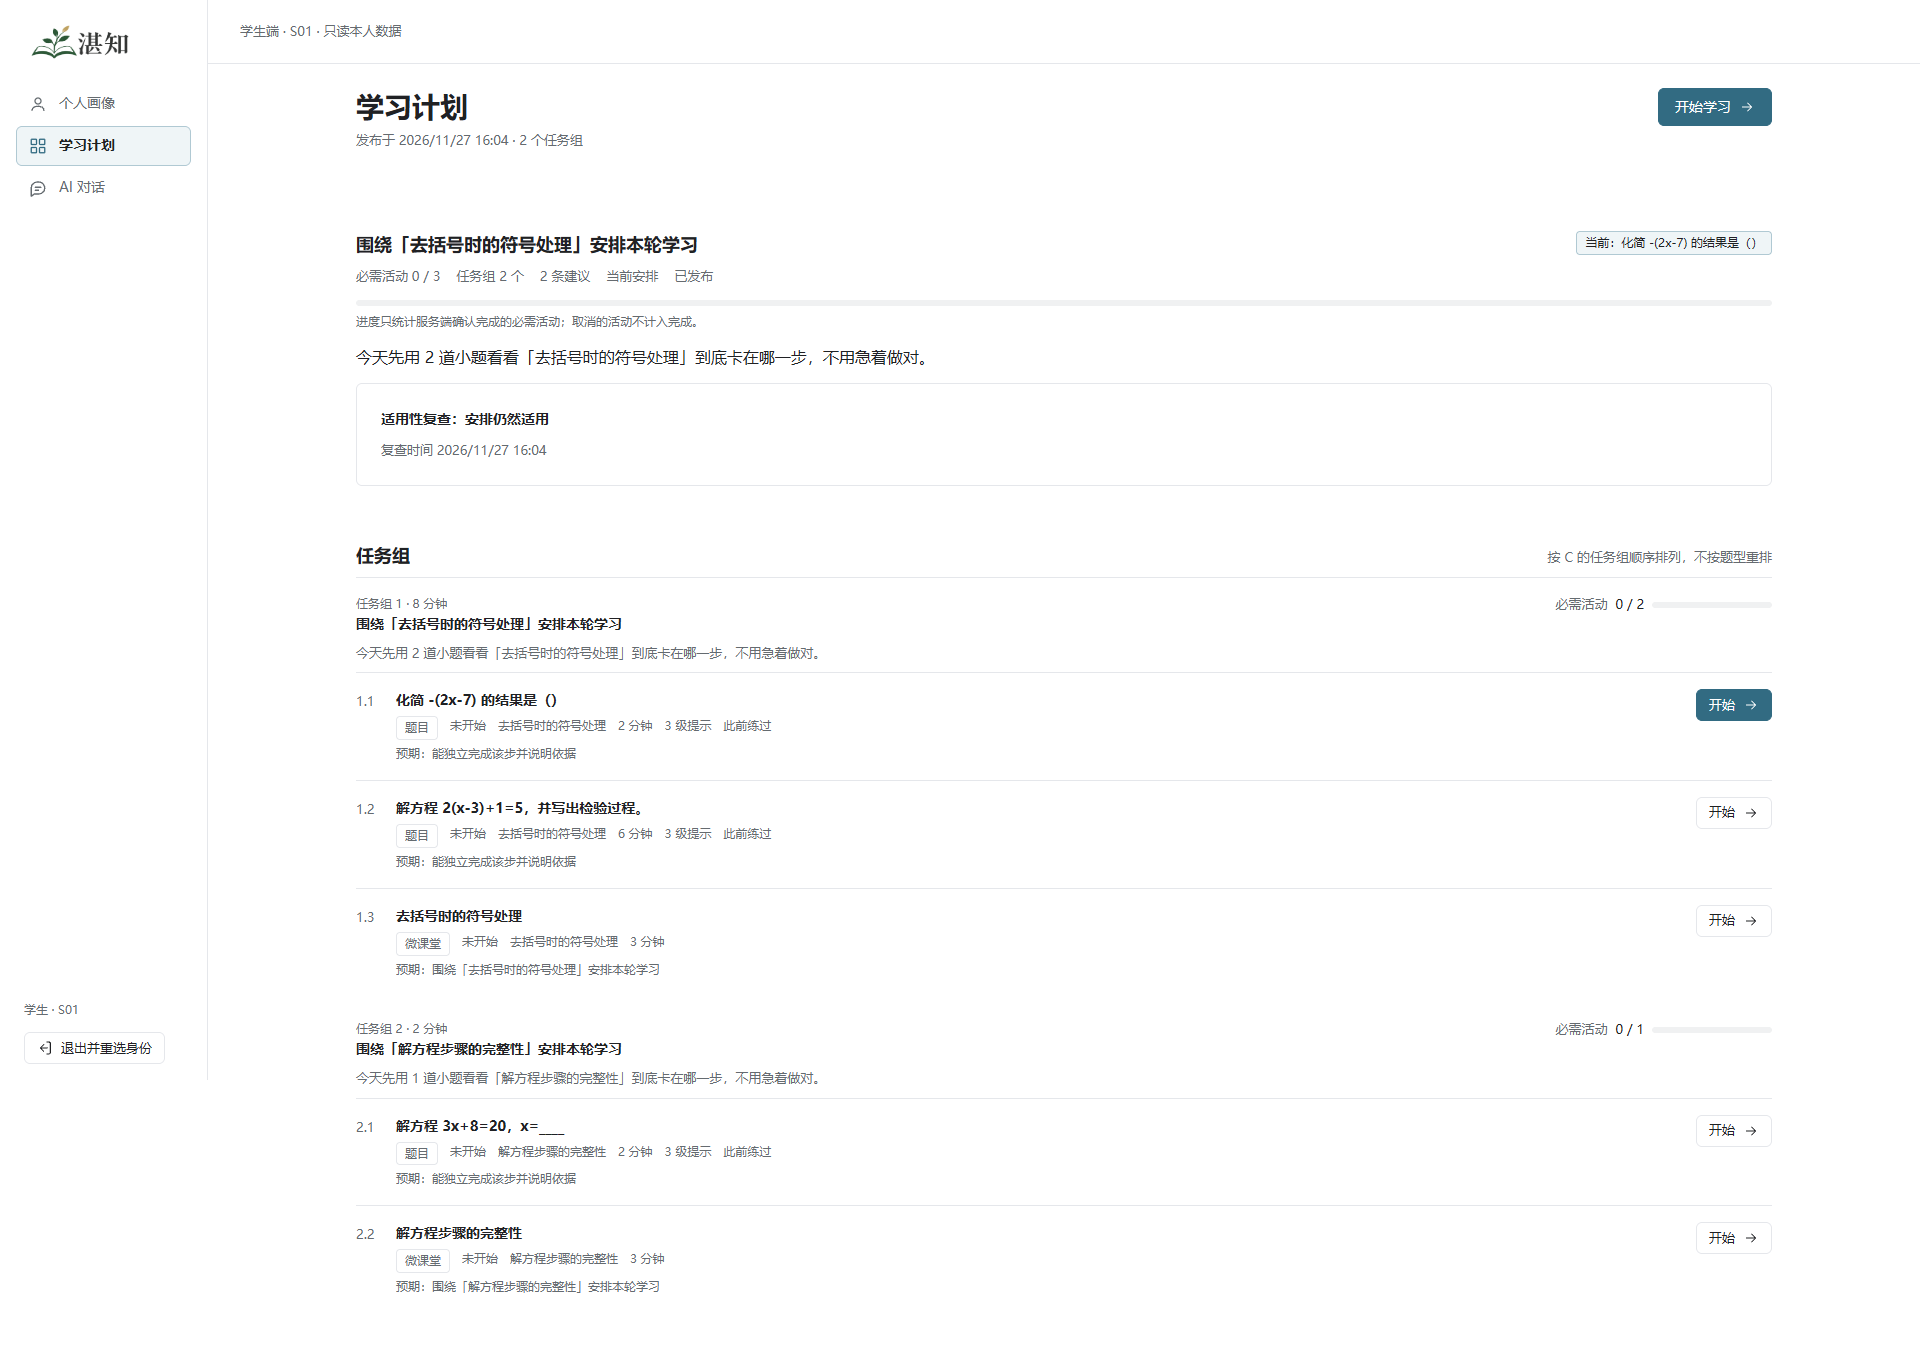 湛知
学生端 · S01 · 只读本人数据
个人画像
学习计划
AI 对话
学习计划
开始学习
发布于 2026/11/27 16:04 · 2 个任务组
围绕「去括号时的符号处理」安排本轮学习
当前：化简 -(2x-7) 的结果是（）
必需活动 0 / 3 任务组 2 个 2 条建议 当前安排 已发布
进度只统计服务端确认完成的必需活动；取消的活动不计入完成。
今天先用 2 道小题看看「去括号时的符号处理」到底卡在哪一步，不用急着做对。
适用性复查：安排仍然适用
复查时间 2026/11/27 16:04
任务组
按 C 的任务组顺序排列，不按题型重排
任务组 1 · 8 分钟
必需活动 0 / 2
围绕「去括号时的符号处理」安排本轮学习
今天先用 2 道小题看看「去括号时的符号处理」到底卡在哪一步，不用急着做对。
1.1 化简 -(2x-7) 的结果是（）
开始
题目 未开始 去括号时的符号处理 2 分钟 3 级提示 此前练过
预期：能独立完成该步并说明依据
1.2 解方程 2(x-3)+1=5，并写出检验过程。
开始
题目 未开始 去括号时的符号处理 6 分钟 3 级提示 此前练过
预期：能独立完成该步并说明依据
1.3 去括号时的符号处理
开始
微课堂 未开始 去括号时的符号处理 3 分钟
预期：围绕「去括号时的符号处理」安排本轮学习
任务组 2 · 2 分钟
必需活动 0 / 1
围绕「解方程步骤的完整性」安排本轮学习
今天先用 1 道小题看看「解方程步骤的完整性」到底卡在哪一步，不用急着做对。
2.1 解方程 3x+8=20，x=____
开始
题目 未开始 解方程步骤的完整性 2 分钟 3 级提示 此前练过
预期：能独立完成该步并说明依据
2.2 解方程步骤的完整性
开始
微课堂 未开始 解方程步骤的完整性 3 分钟
预期：围绕「解方程步骤的完整性」安排本轮学习
学生 · S01
退出并重选身份